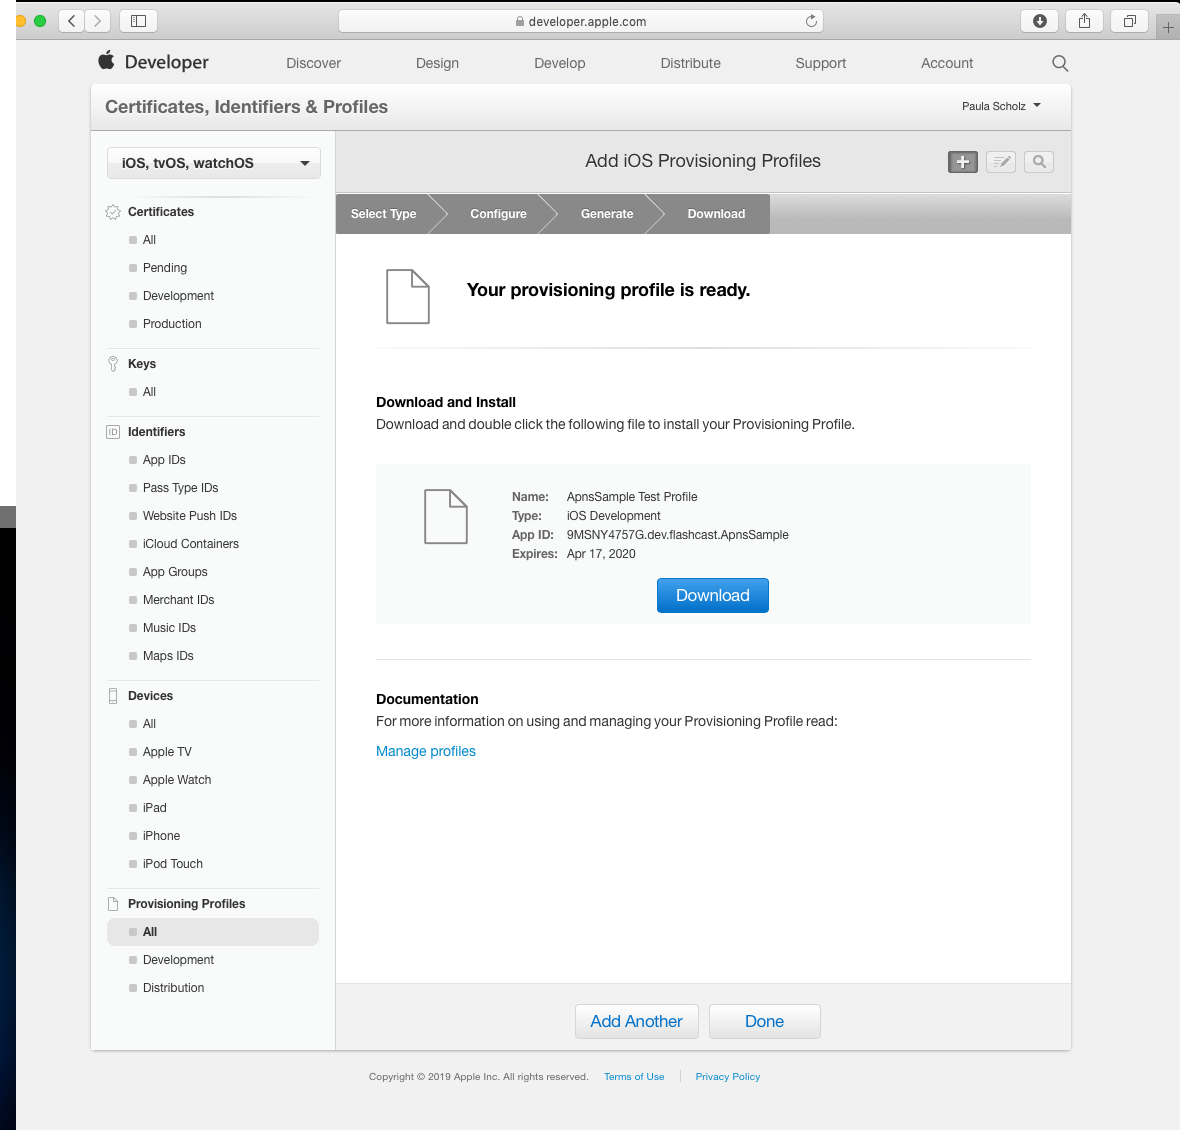 developer.apple.com
Developer
Discover
Design
Develop
Distribute
Support
Account
Certificates, Identifiers & Profiles
Paula Scholz
iOS, tvOS, watchOS
Certificates
All
Pending
Development
Production
Keys
All
ID Identifiers
App IDs
Pass Type IDs
Website Push IDs
iCloud Containers
App Groups
Merchant IDs
Music IDs
Maps IDs
Devices
All
Apple TV
Apple Watch
iPad
iPhone
iPod Touch
Provisioning Profiles
All
Development
Distribution
Add iOS Provisioning Profiles
Select Type
Configure
Generate
Download
Your provisioning profile is ready.
Download and Install
Download and double click the following file to install your Provisioning Profile.
Name: ApnsSample Test Profile
Type: iOS Development
App ID: 9MSNY4757G.dev.flashcast.ApnsSample
Expires: Apr 17, 2020
Download
Documentation
For more information on using and managing your Provisioning Profile read:
Manage profiles
Add Another
Done
Copyright © 2019 Apple Inc. All rights reserved. Terms of Use Privacy Policy